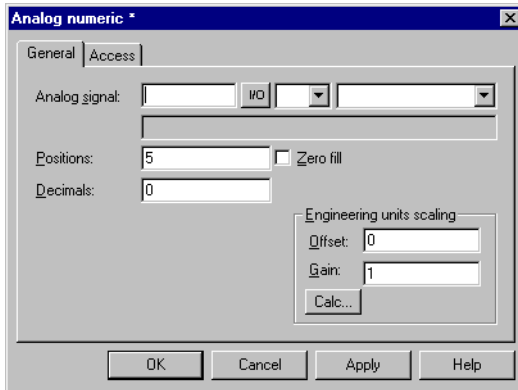 Analog numeric *
General Access
Analog signal: I/O
Positions: 5 Zero fill
Decimals: 0
Engineering units scaling
Offset: 0
Gain: 1
Calc...
OK Cancel Apply Help